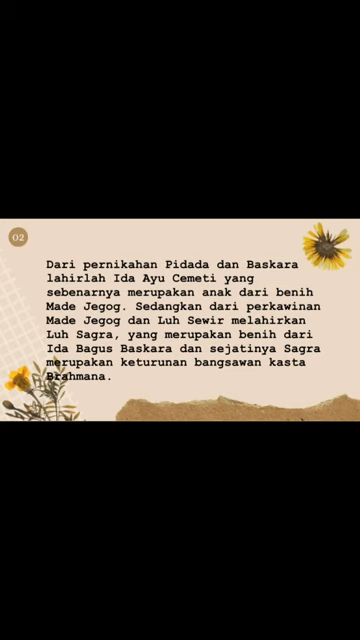 02
Dari pernikahan Pidada dan Baskara
lahirlah Ida Ayu Cemeti yang
sebenarnya merupakan anak dari benih
Made Jegog. Sedangkan dari perkawinan
Made Jegog dan Luh Sewir melahirkan
Luh Sagra, yang merupakan benih dari
Ida Bagus Baskara dan sejatinya Sagra
merupakan keturunan bangsawan kasta
Brahmana.